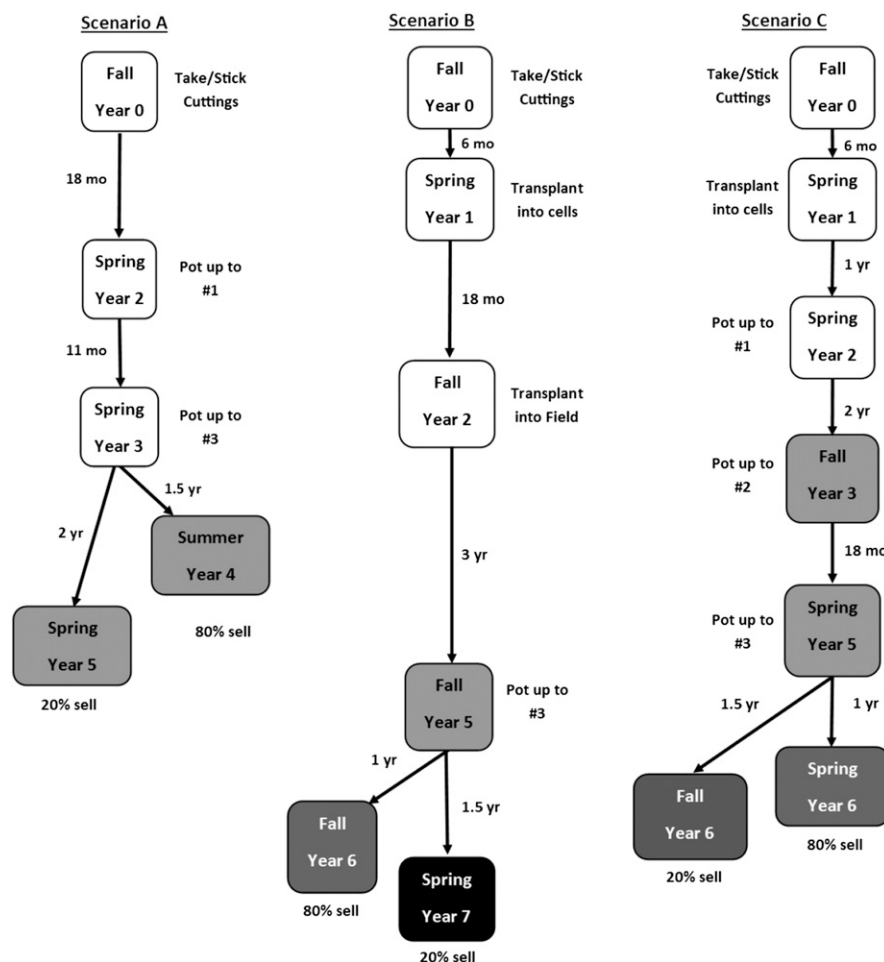 Scenario A
Fall
Year 0
Take/Stick
Cuttings
18 mo
Spring
Year 2
Pot up to
#1
11 mo
Spring
Year 3
Pot up to
#3
1.5 yr
2 yr
Summer
Year 4
80% sell
Spring
Year 5
20% sell
Scenario B
Fall
Year 0
Take/Stick
Cuttings
6 mo
Spring
Year 1
Transplant
into cells
18 mo
Fall
Year 2
Transplant
into Field
3 yr
Fall
Year 5
Pot up to
#3
1 yr
1.5 yr
Fall
Year 6
80% sell
Spring
Year 7
20% sell
Scenario C
Take/Stick
Cuttings
Fall
Year 0
6 mo
Transplant
into cells
Spring
Year 1
1 yr
Pot up to
#1
Spring
Year 2
2 yr
Pot up to
#2
Fall
Year 3
18 mo
Pot up to
#3
Spring
Year 5
1.5 yr
1 yr
Fall
Year 6
20% sell
Spring
Year 6
80% sell